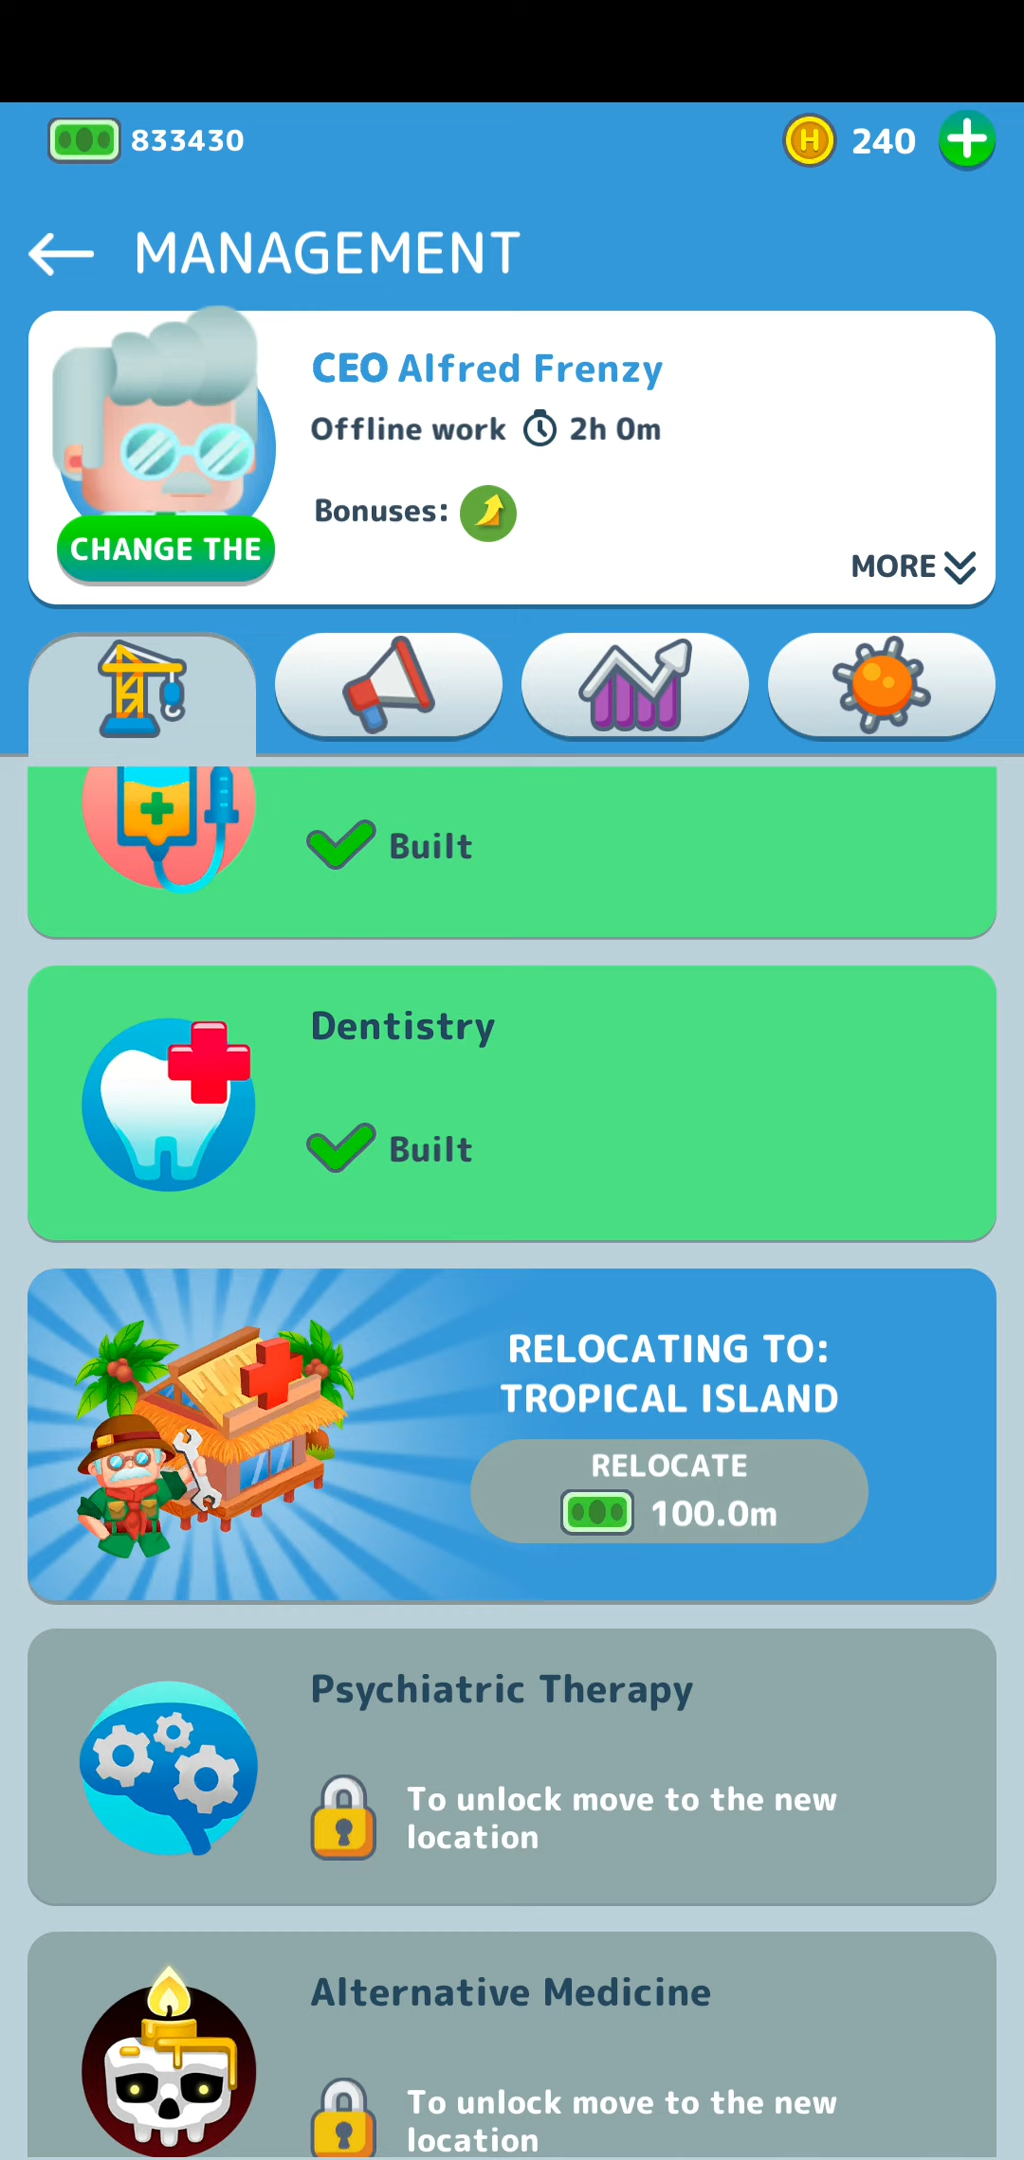 833430
H 240
MANAGEMENT
CEO Alfred Frenzy
Offline work 2h 0m
Bonuses:
CHANGE THE
MORE
Built
Dentistry
Built
RELOCATING TO:
TROPICAL ISLAND
RELOCATE
100.0m
Psychiatric Therapy
To unlock move to the new
location
Alternative Medicine
To unlock move to the new
location